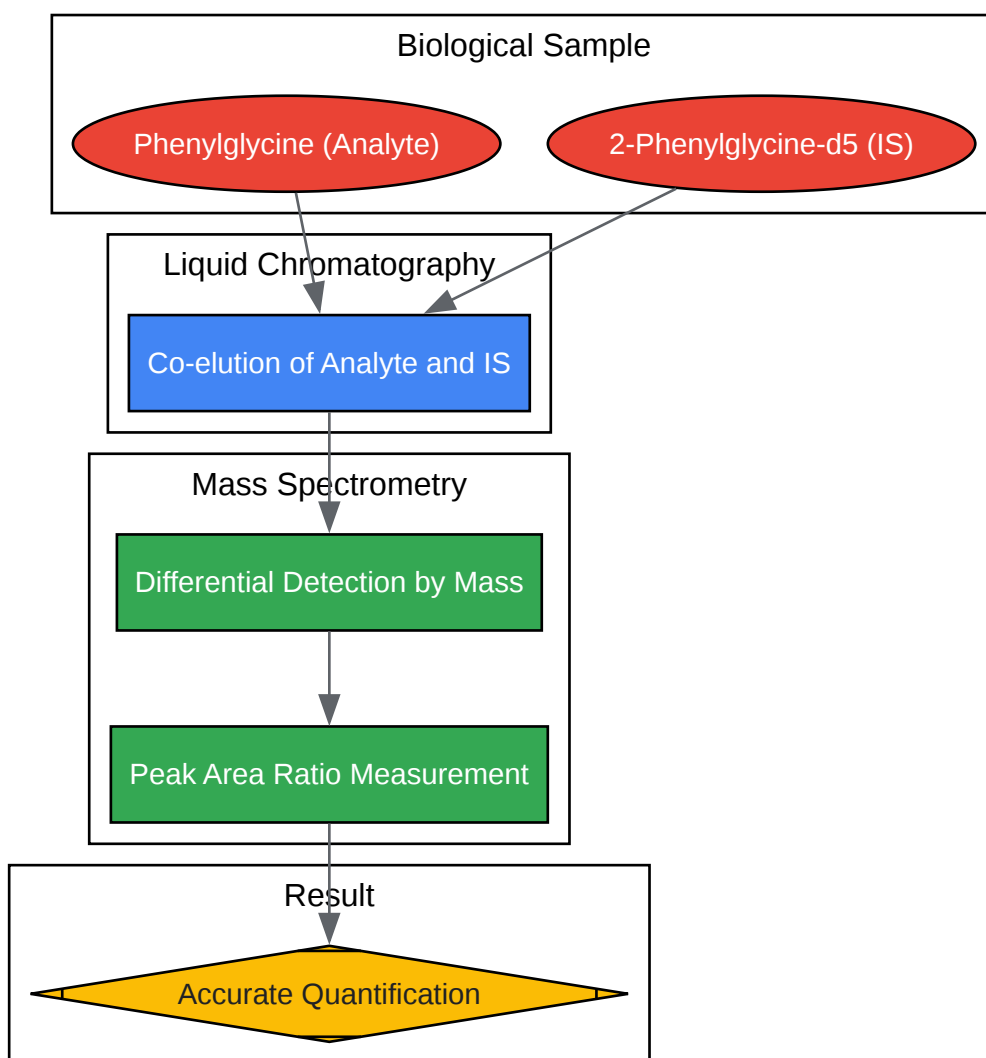 Biological Sample
Phenylglycine (Analyte)
2-Phenylglycine-d5 (IS)
Liquid Chromatography
Co-elution of Analyte and IS
Mass Spectrometry
Differential Detection by Mass
Peak Area Ratio Measurement
Result
Accurate Quantification